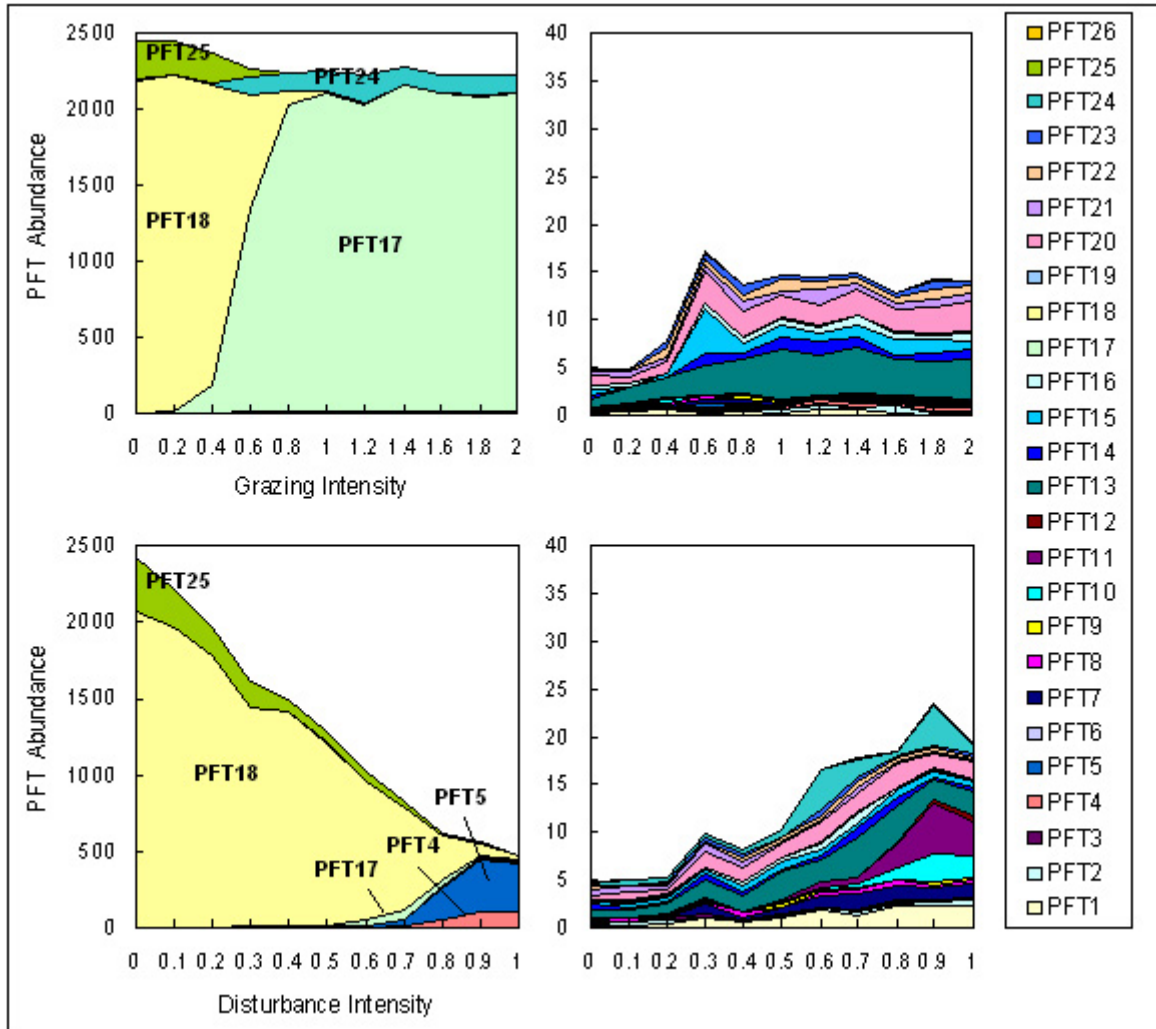 2500
2000
1500
1000
500
0
PFT Abundance
PFT25
PFT24
PFT18
PFT17
0 0.2 0.4 0.6 0.8 1 1.2 1.4 1.6 1.8 2
Grazing Intensity
40
35
30
25
20
15
10
5
0
0 0.2 0.4 0.6 0.8 1 1.2 1.4 1.6 1.8 2
2500
2000
1500
1000
500
0
PFT Abundance
PFT25
PFT18
PFT5
PFT4
PFT17
0 0.1 0.2 0.3 0.4 0.5 0.6 0.7 0.8 0.9 1
Disturbance Intensity
40
35
30
25
20
15
10
5
0
0 0.1 0.2 0.3 0.4 0.5 0.6 0.7 0.8 0.9 1
PFT26
PFT25
PFT24
PFT23
PFT22
PFT21
PFT20
PFT19
PFT18
PFT17
PFT16
PFT15
PFT14
PFT13
PFT12
PFT11
PFT10
PFT9
PFT8
PFT7
PFT6
PFT5
PFT4
PFT3
PFT2
PFT1